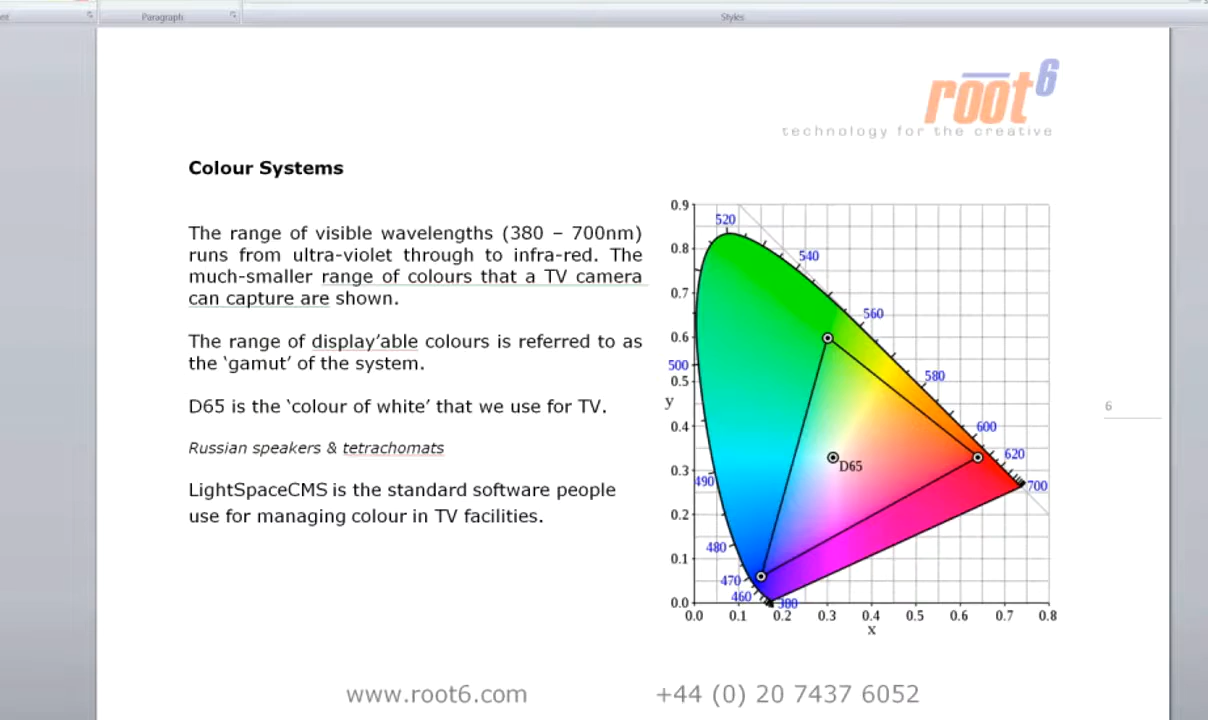 Paragraph
Styles
root6
technology for the creative
Colour Systems
The range of visible wavelengths (380 – 700nm)
runs from ultra-violet through to infra-red. The
much-smaller range of colours that a TV camera
can capture are shown.
The range of display’able colours is referred to as
the ‘gamut’ of the system.
D65 is the ‘colour of white’ that we use for TV.
Russian speakers & tetrachomats
LightSpaceCMS is the standard software people
use for managing colour in TV facilities.
0.9
0.8
0.7
0.6
0.5
y
0.4
0.3
0.2
0.1
0.0
520
540
560
500
580
600
620
700
490
480
470
460
380
D65
0.0 0.1 0.2 0.3 0.4 0.5 0.6 0.7 0.8
x
6
www.root6.com +44 (0) 20 7437 6052